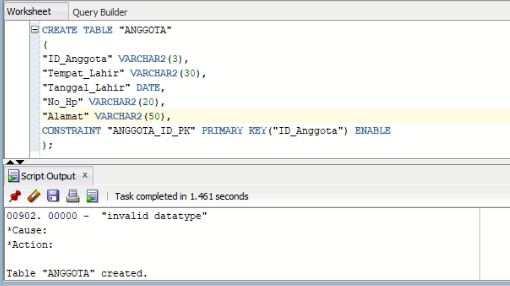 Worksheet Query Builder
CREATE TABLE "ANGGOTA"
(
"ID_Anggota" VARCHAR2(3),
"Tempat_Lahir" VARCHAR2(30),
"Tanggal_Lahir" DATE,
"No_Hp" VARCHAR2(20),
"Alamat" VARCHAR2(50),
CONSTRAINT "ANGGOTA_ID_PK" PRIMARY KEY("ID_Anggota") ENABLE
);
Script Output x
Task completed in 1.461 seconds
00902. 00000 - "invalid datatype"
*Cause:
*Action:
Table "ANGGOTA" created.